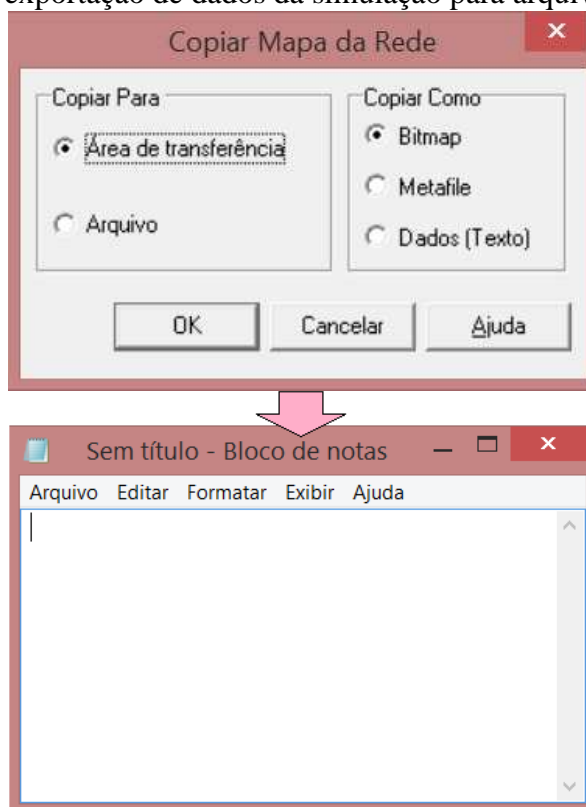 exportação de dados da simulação para arqui
Copiar Mapa da Rede
Copiar Para
Copiar Como
Área de transferência
Bitmap
Metafile
Arquivo
Dados (Texto)
OK
Cancelar
Ajuda
Sem título - Bloco de notas
Arquivo Editar Formatar Exibir Ajuda